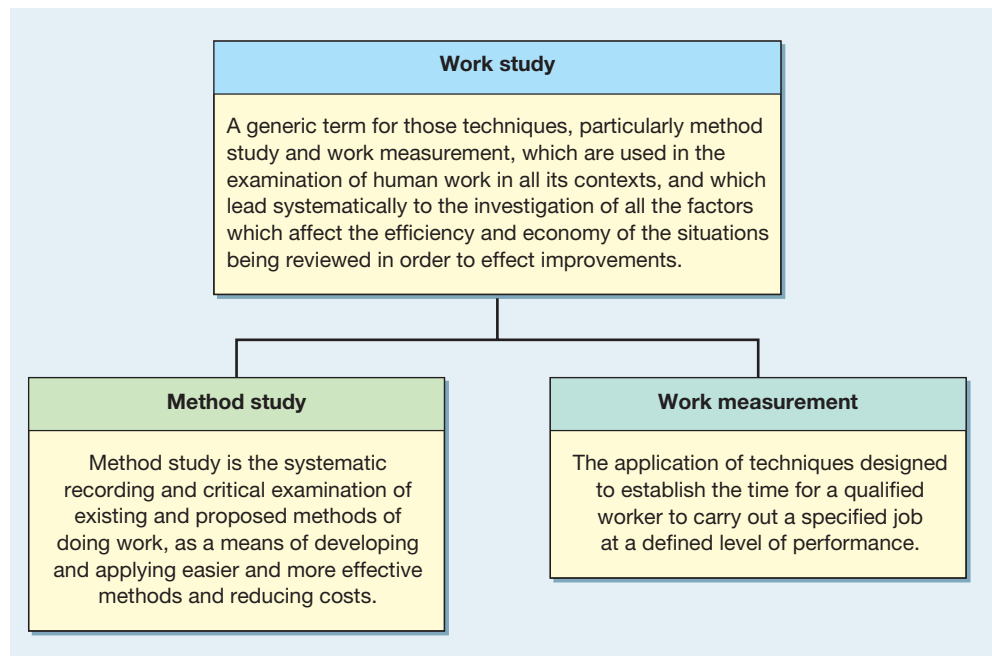 Work study
A generic term for those techniques, particularly method
study and work measurement, which are used in the
examination of human work in all its contexts, and which
lead systematically to the investigation of all the factors
which affect the efficiency and economy of the situations
being reviewed in order to effect improvements.
Method study
Method study is the systematic
recording and critical examination of
existing and proposed methods of
doing work, as a means of developing
and applying easier and more effective
methods and reducing costs.
Work measurement
The application of techniques designed
to establish the time for a qualified
worker to carry out a specified job
at a defined level of performance.